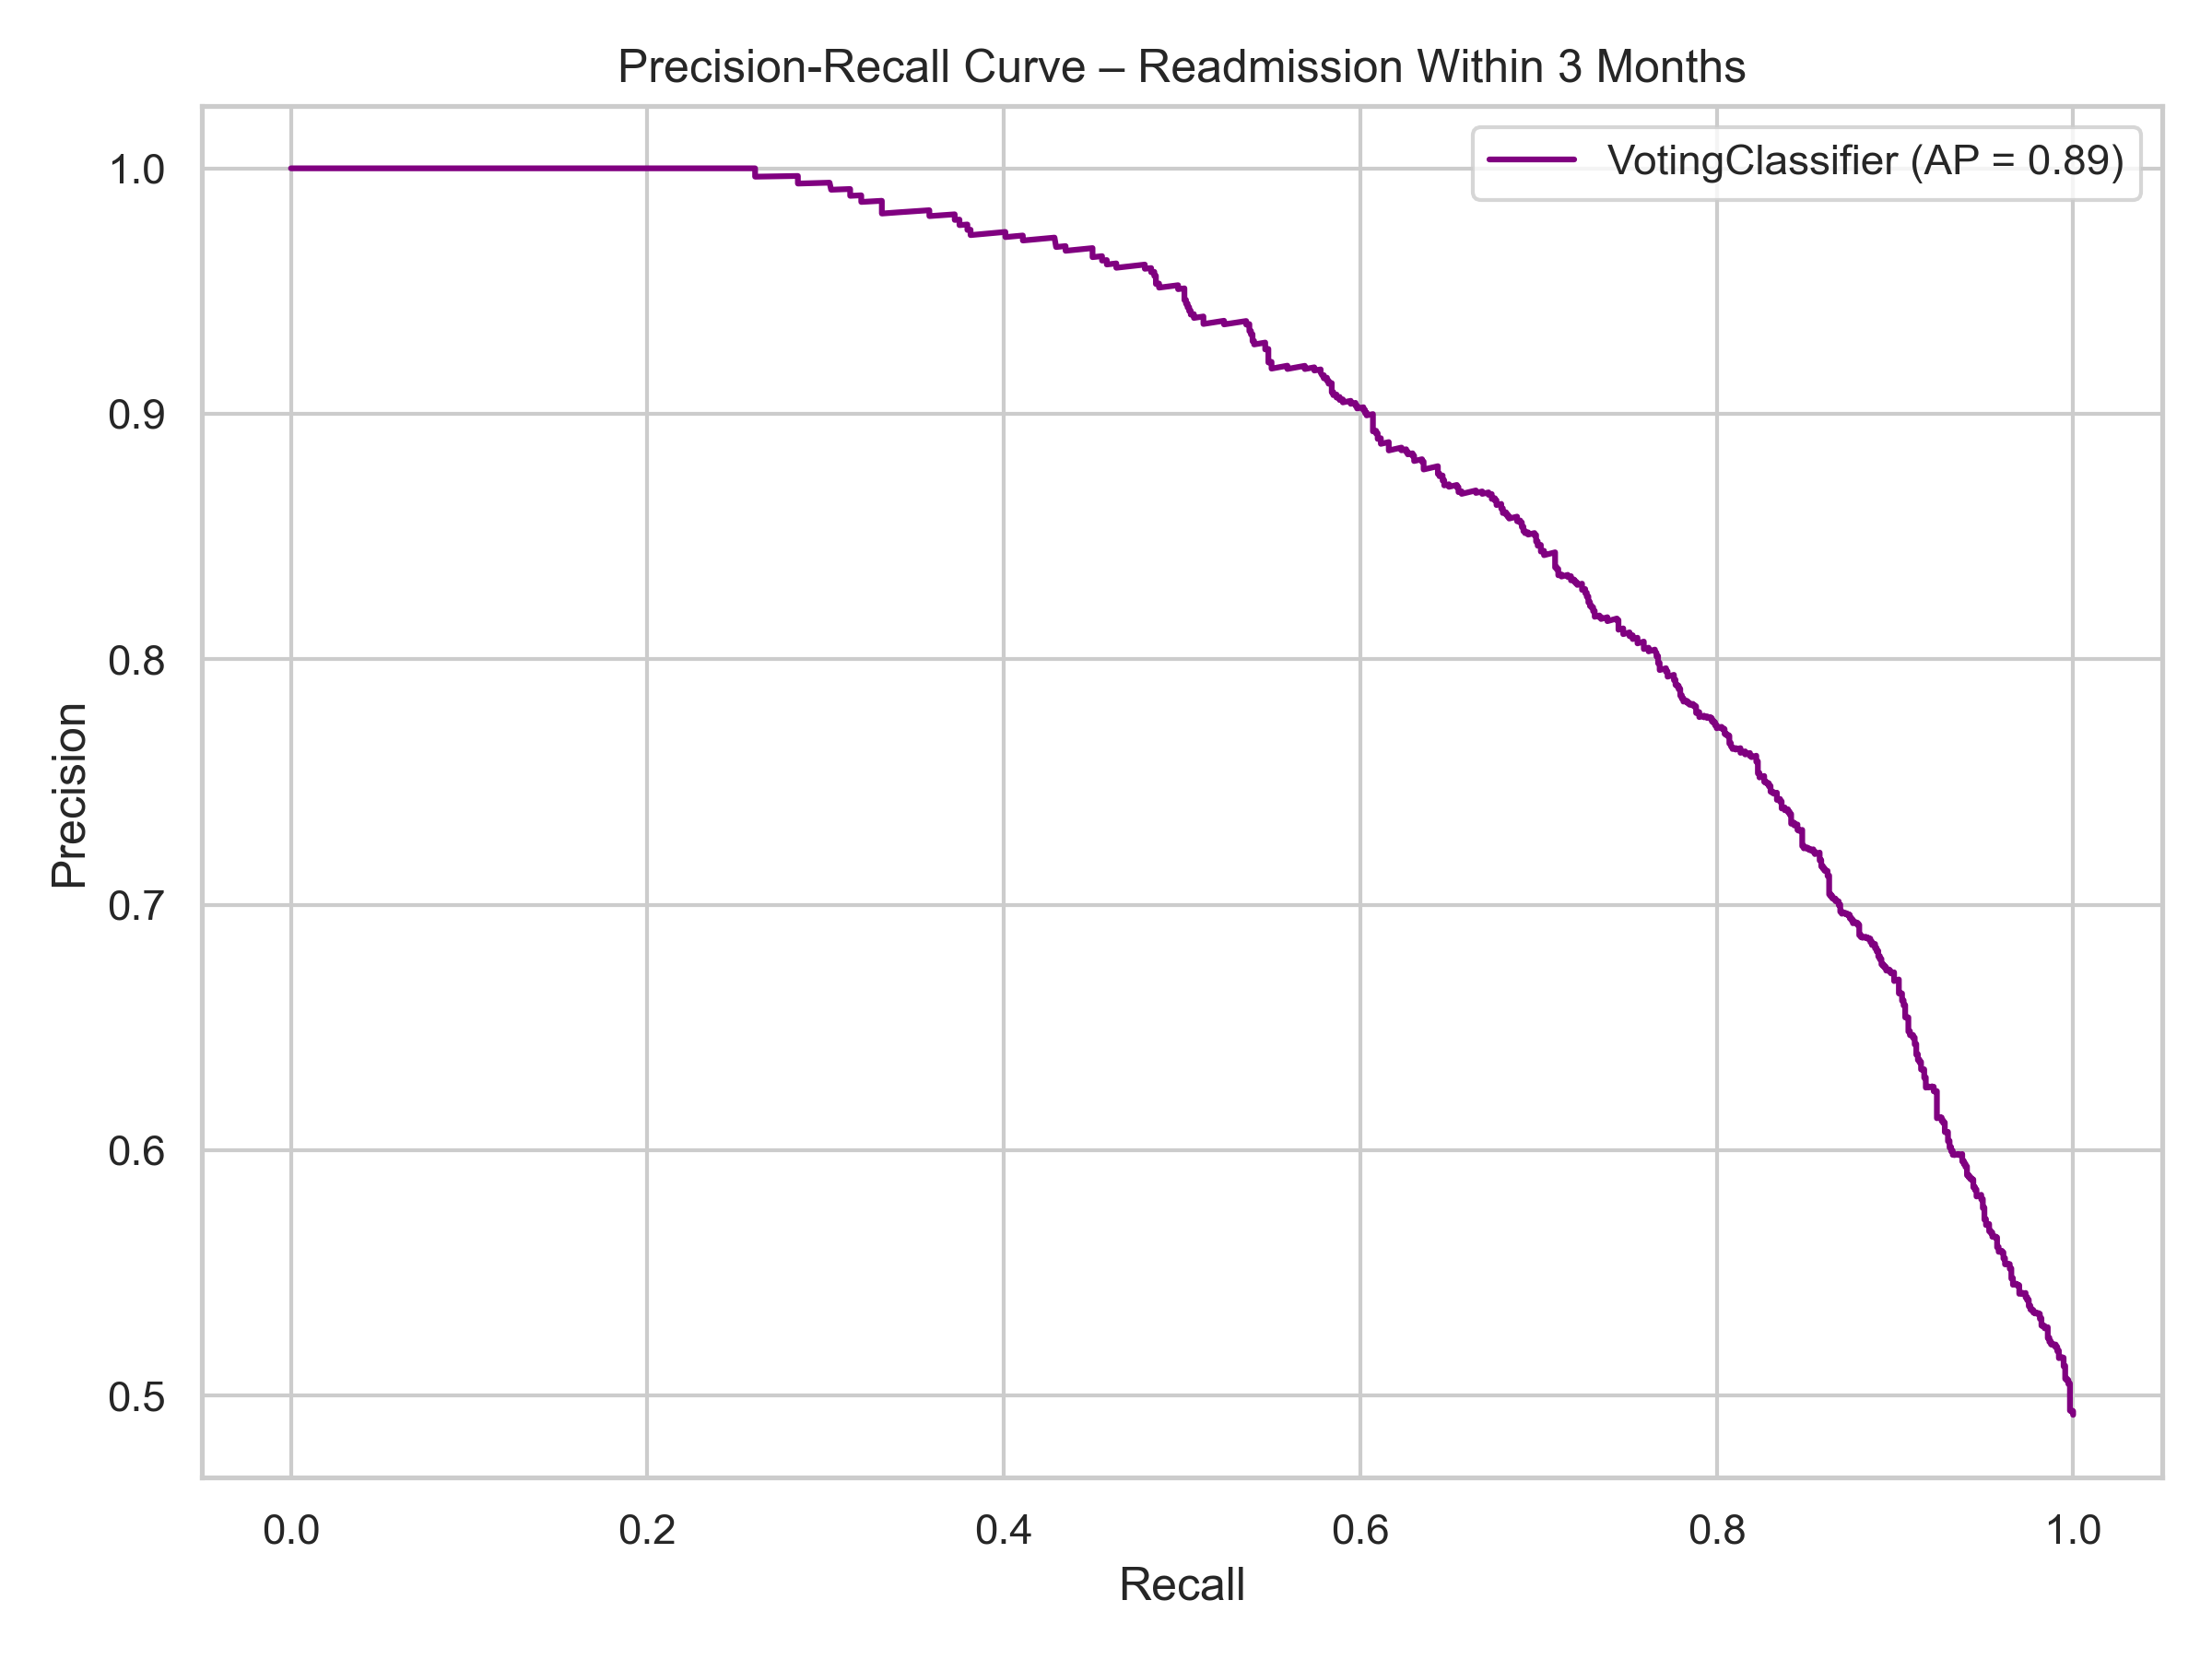 Precision-Recall Curve – Readmission Within 3 Months
VotingClassifier (AP = 0.89)
1.0
0.9
0.8
0.7
0.6
0.5
Precision
0.0 0.2 0.4 0.6 0.8 1.0
Recall